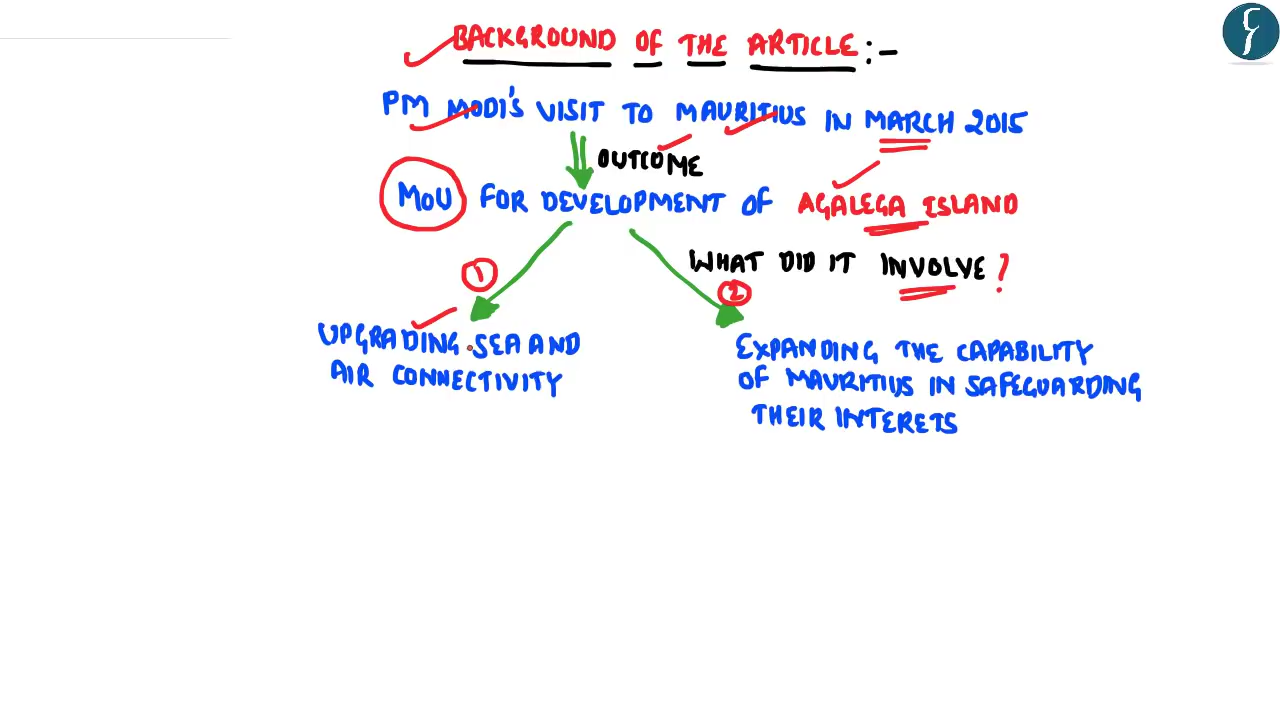 BACKGROUND OF THE ARTICLE :-
PM MODI'S VISIT TO MAURITIUS IN MARCH 2015
OUTCOME
MOU FOR DEVELOPMENT OF AGALEGA ISLAND
WHAT DID IT INVOLVE ?
1
2
UPGRADING SEA AND
AIR CONNECTIVITY
EXPANDING THE CAPABILITY
OF MAURITIUS IN SAFEGUARDING
THEIR INTERETS